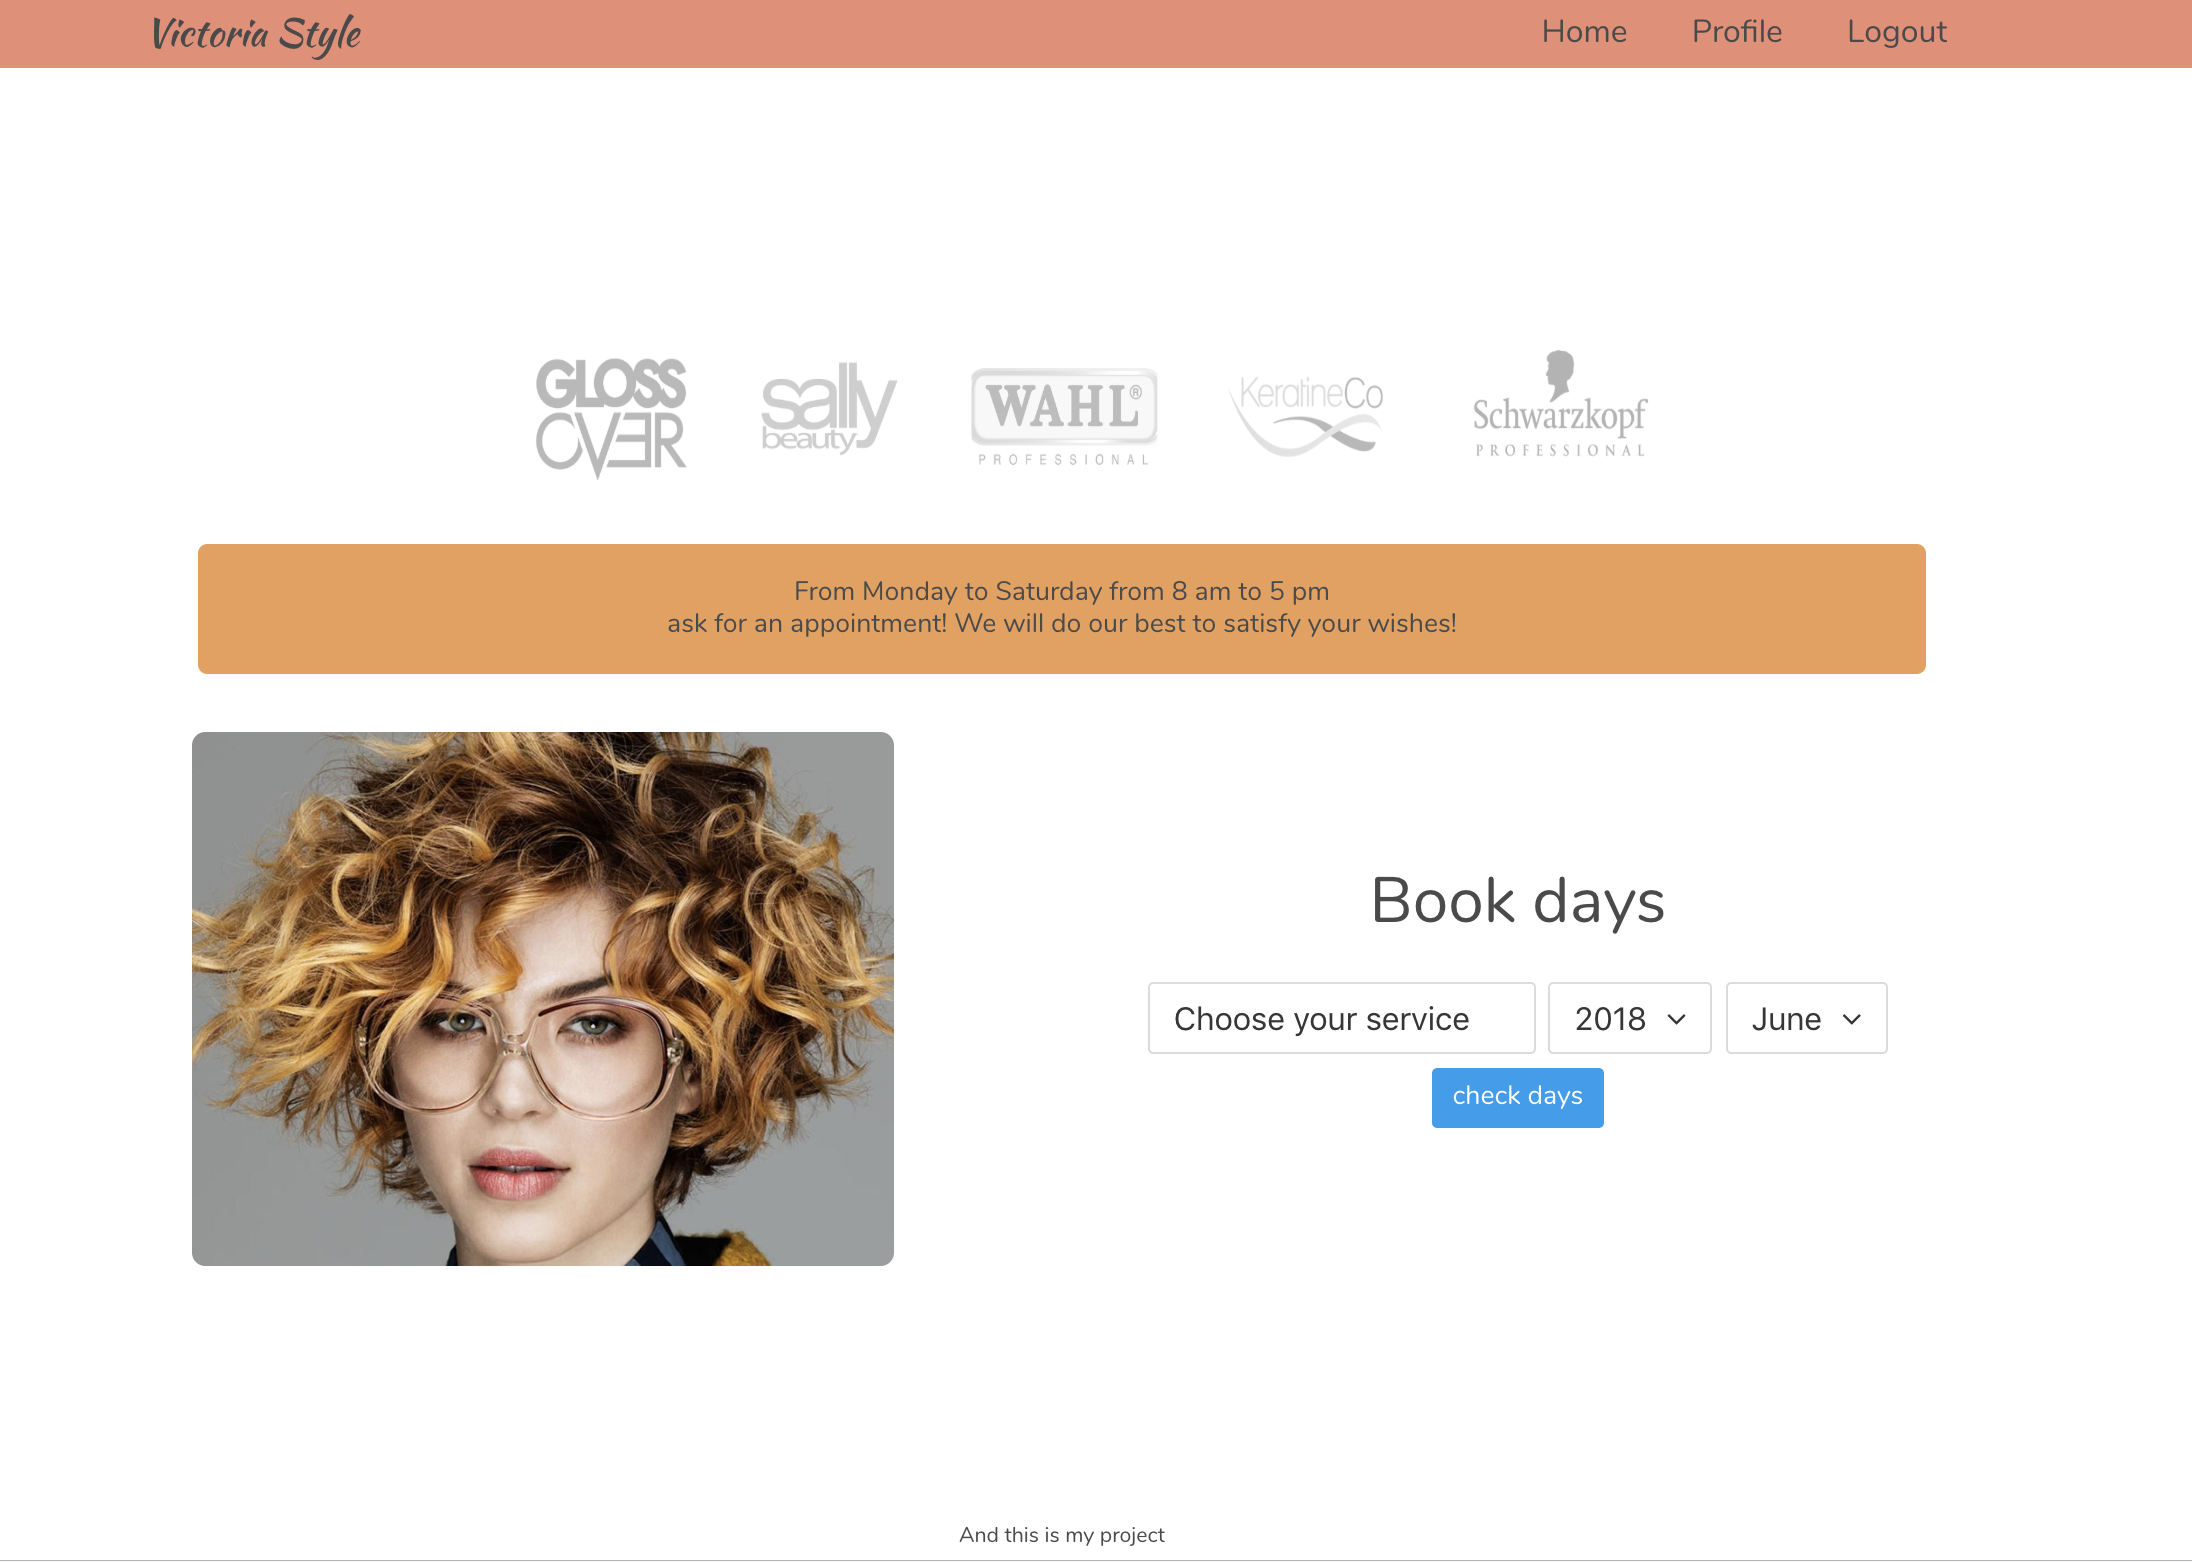 Victoria Style
Home Profile Logout
GLOSS
OVER
sally
beauty
WAHL®
PROFESSIONAL
KeratineCo
Schwarzkopf
PROFESSIONAL
From Monday to Saturday from 8 am to 5 pm
ask for an appointment! We will do our best to satisfy your wishes!
Book days
Choose your service 2018 June
check days
And this is my project